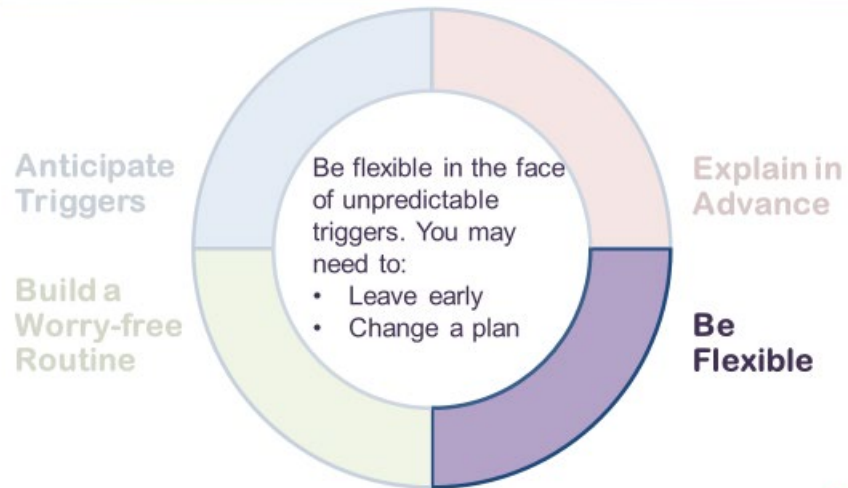 Anticipate
Triggers
Explain in
Advance
Be flexible in the face
of unpredictable
triggers. You may
need to:
• Leave early
• Change a plan
Build a
Worry-free
Routine
Be
Flexible